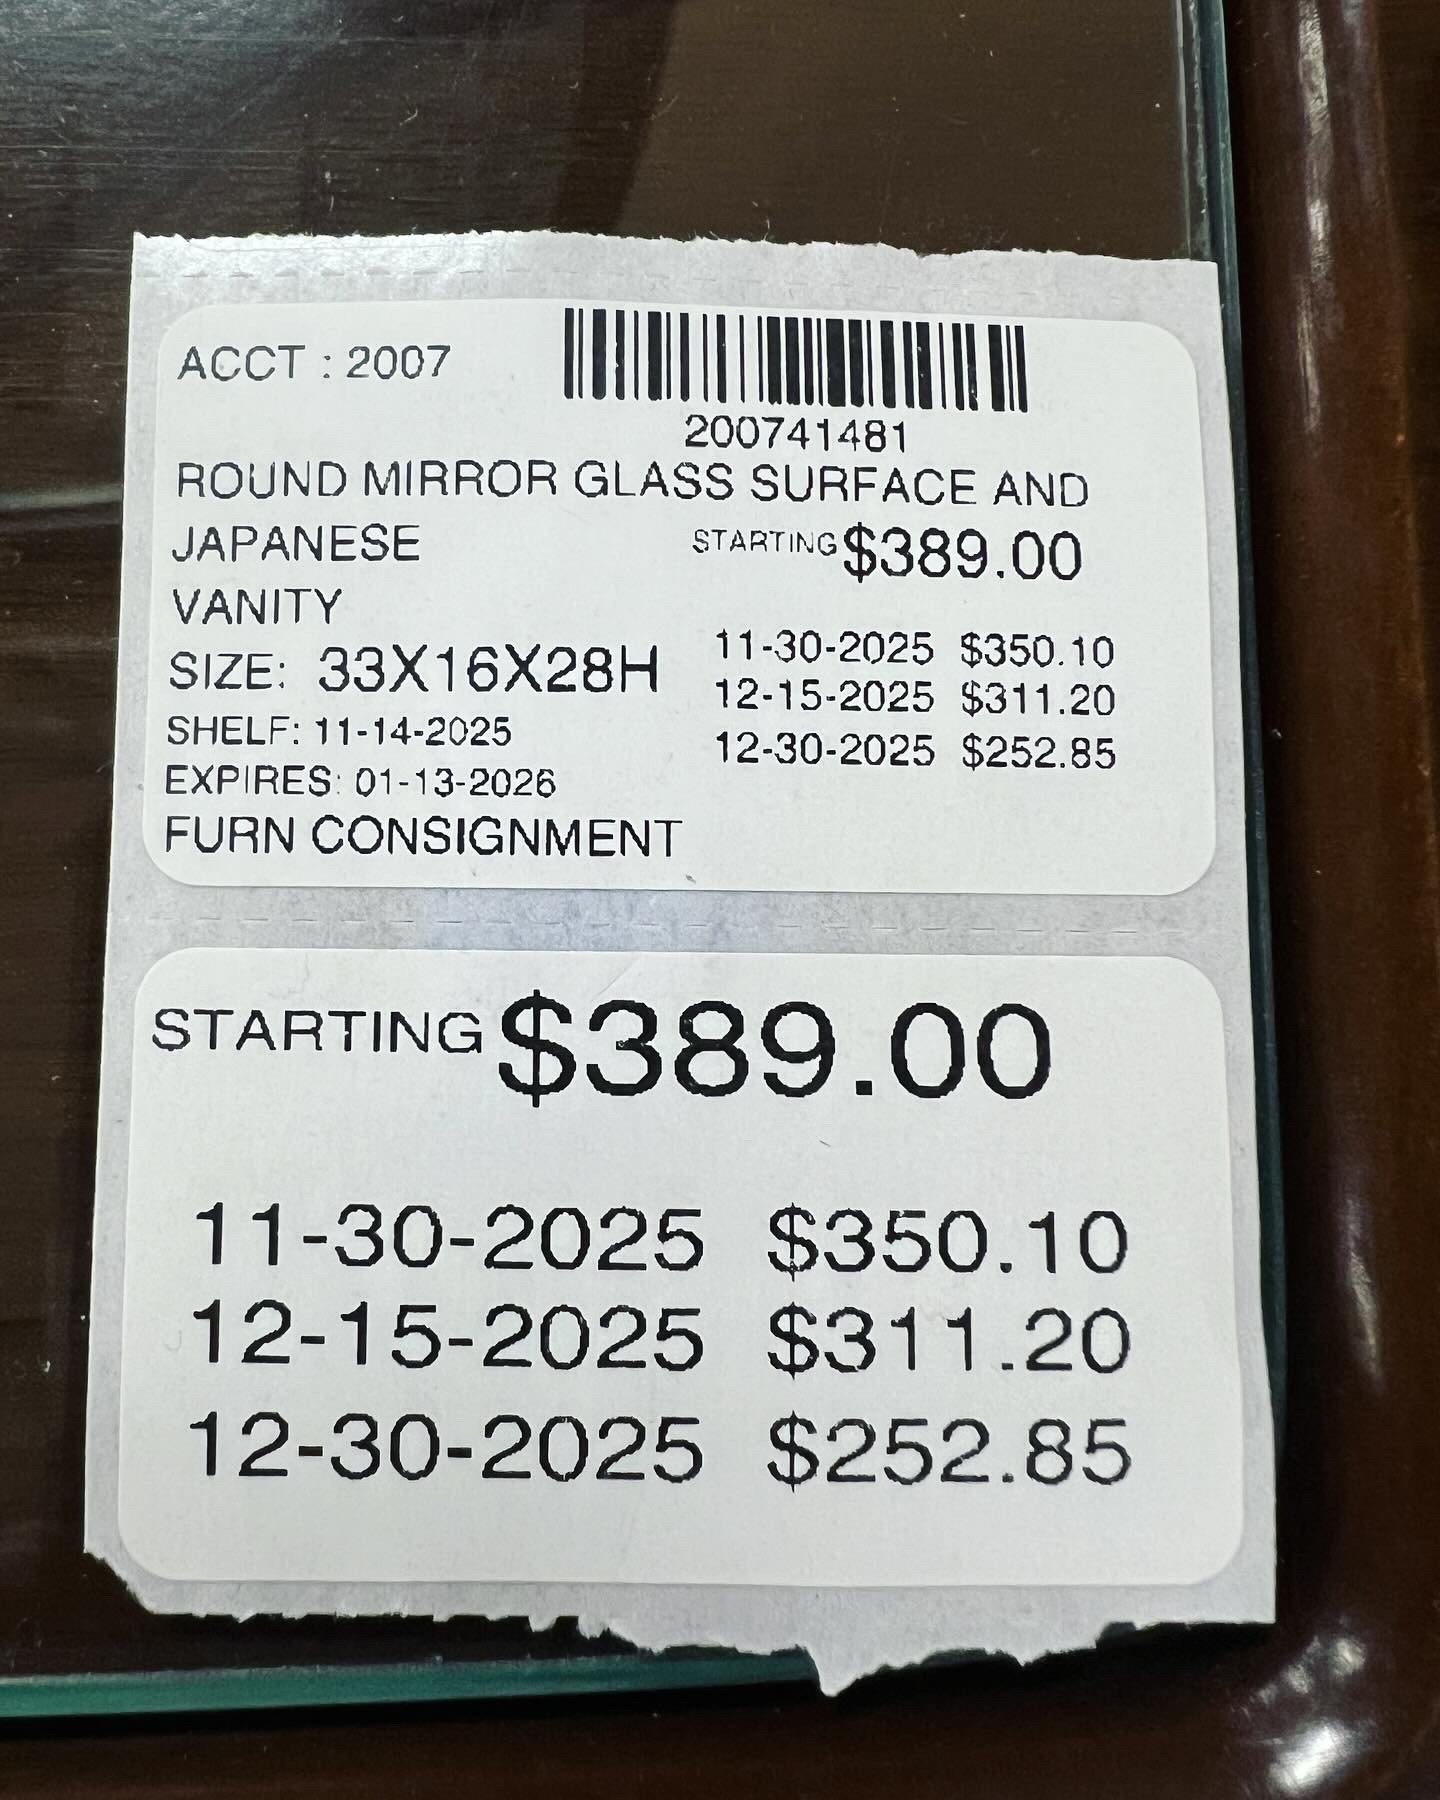 ACCT : 2007
200741481
ROUND MIRROR GLASS SURFACE AND
JAPANESE
STARTING $389.00
VANITY
SIZE: 33X16X28H
11-30-2025 $350.10
12-15-2025 $311.20
12-30-2025 $252.85
SHELF: 11-14-2025
EXPIRES: 01-13-2026
FURN CONSIGNMENT
STARTING $389.00
11-30-2025 $350.10
12-15-2025 $311.20
12-30-2025 $252.85